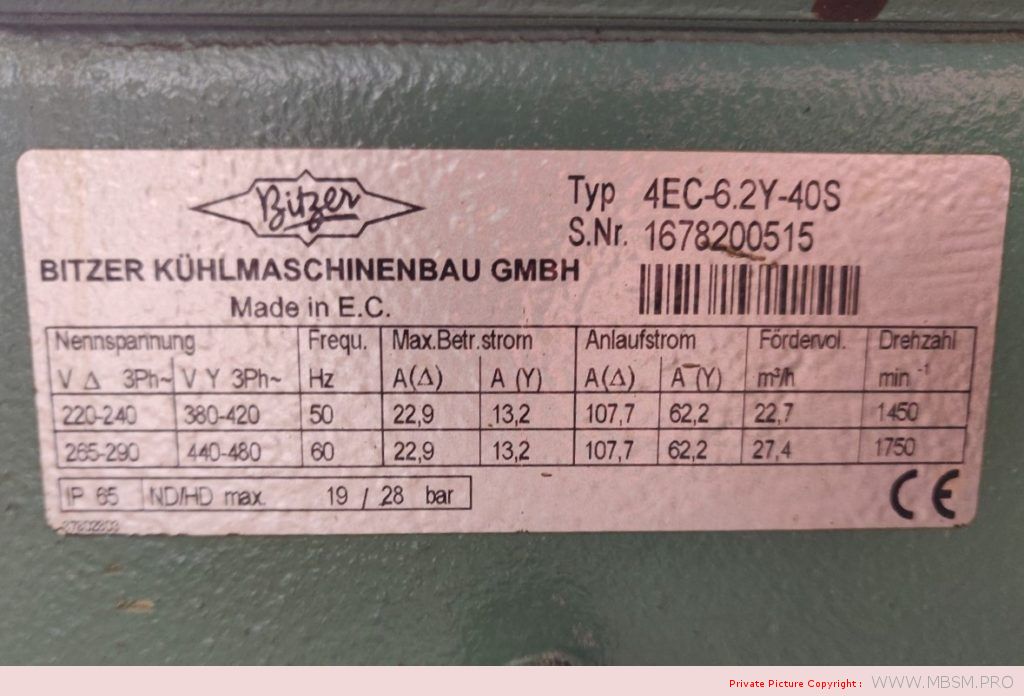 Bitzer
Typ 4EC-6.2Y-40S
S.Nr. 1678200515
BITZER KÜHLMASCHINENBAU GMBH
Made in E.C.
Nennspannung Frequ. Max.Betr.strom Anlaufstrom Fördervol. Drehzahl
V Δ 3Ph~ V Y 3Ph~ Hz A(Δ) A (Y) A(Δ) A (Y) m³/h min⁻¹
220-240 380-420 50 22,9 13,2 107,7 62,2 22,7 1450
265-290 440-480 60 22,9 13,2 107,7 62,2 27,4 1750
IP 65 ND/HD max. 19 / 28 bar
CE
Private Picture Copyright : WWW.MBSM.PRO